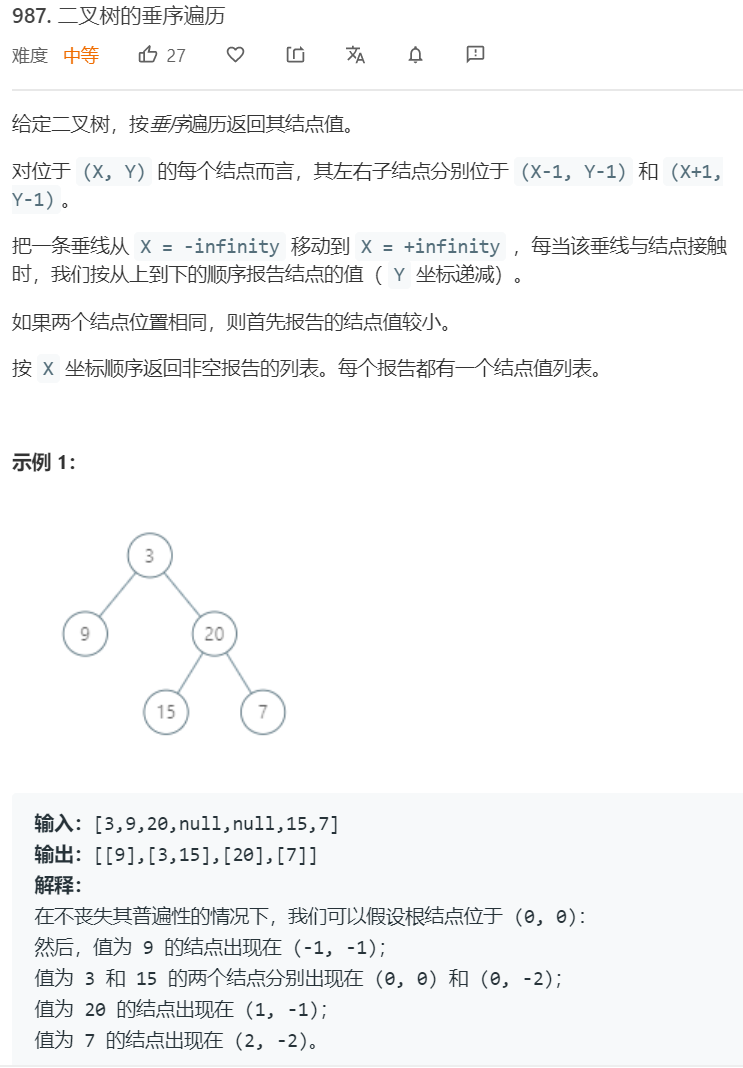 987. 二叉树的垂序遍历
难度 中等 27
给定二叉树，按垂序遍历返回其结点值。
对位于 (X, Y) 的每个结点而言，其左右子结点分别位于 (X-1, Y-1) 和 (X+1,
Y-1)。
把一条垂线从 X = -infinity 移动到 X = +infinity ，每当该垂线与结点接触
时，我们按从上到下的顺序报告结点的值（ Y 坐标递减）。
如果两个结点位置相同，则首先报告的结点值较小。
按 X 坐标顺序返回非空报告的列表。每个报告都有一个结点值列表。
示例 1：
3
9 20
15 7
输入：[3,9,20,null,null,15,7]
输出：[[9],[3,15],[20],[7]]
解释：
在不丧失其普遍性的情况下，我们可以假设根结点位于 (0, 0)：
然后，值为 9 的结点出现在 (-1, -1)；
值为 3 和 15 的两个结点分别出现在 (0, 0) 和 (0, -2)；
值为 20 的结点出现在 (1, -1)；
值为 7 的结点出现在 (2, -2)。